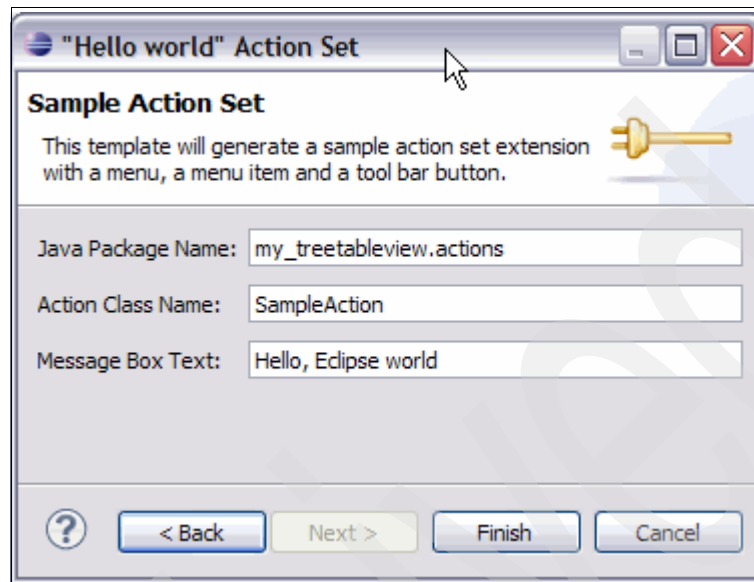 "Hello world" Action Set
Sample Action Set
This template will generate a sample action set extension
with a menu, a menu item and a tool bar button.
Java Package Name: my_treetableview.actions
Action Class Name: SampleAction
Message Box Text: Hello, Eclipse world
? < Back Next > Finish Cancel